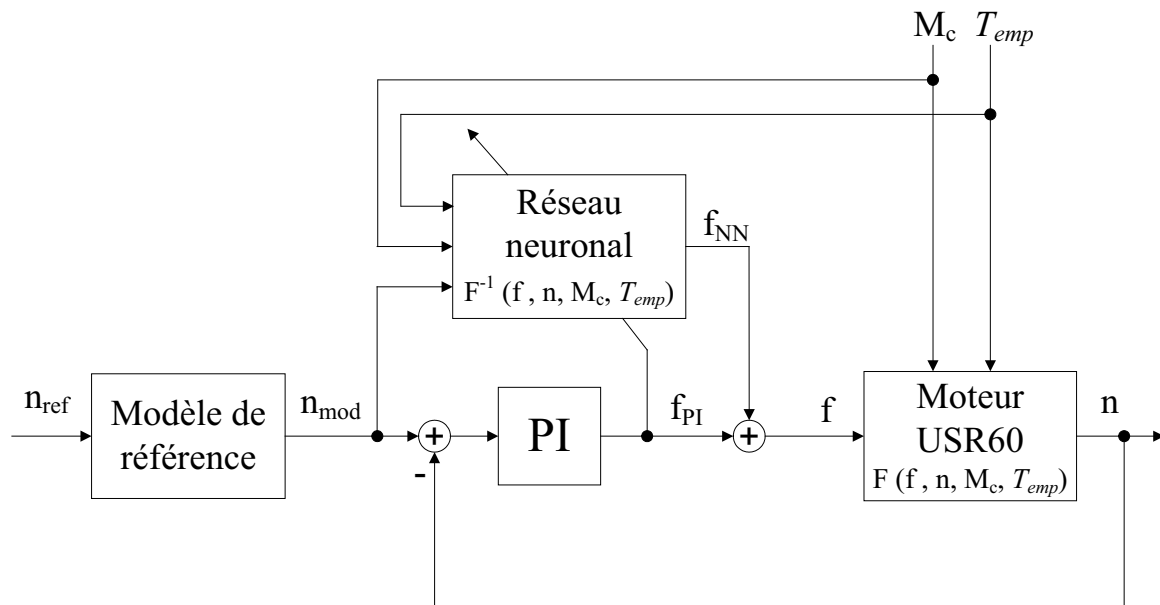 M_c T_emp
Réseau
neuronal
F^-1 (f , n, M_c, T_emp)
f_NN
n_ref
Modèle de
référence
n_mod
+
-
PI
f_PI
+
f
Moteur
USR60
F (f , n, M_c, T_emp)
n